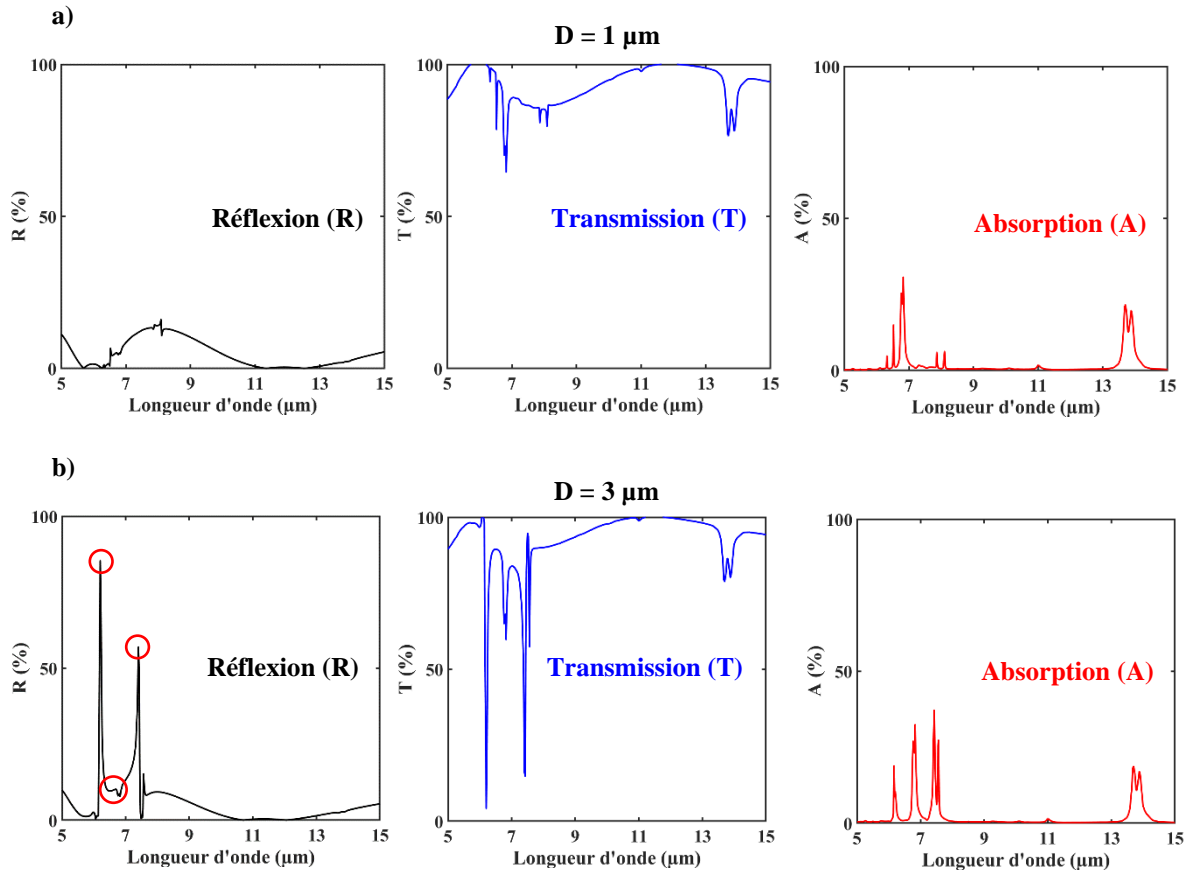 a)
D = 1 µm
100
50
0
R (%)
Réflexion (R)
5 7 9 11 13 15
Longueur d'onde (µm)
100
50
0
T (%)
Transmission (T)
5 7 9 11 13 15
Longueur d'onde (µm)
100
50
0
A (%)
Absorption (A)
5 7 9 11 13 15
Longueur d'onde (µm)
b)
D = 3 µm
100
50
0
R (%)
Réflexion (R)
5 7 9 11 13 15
Longueur d'onde (µm)
100
50
0
T (%)
Transmission (T)
5 7 9 11 13 15
Longueur d'onde (µm)
100
50
0
A (%)
Absorption (A)
5 7 9 11 13 15
Longueur d'onde (µm)